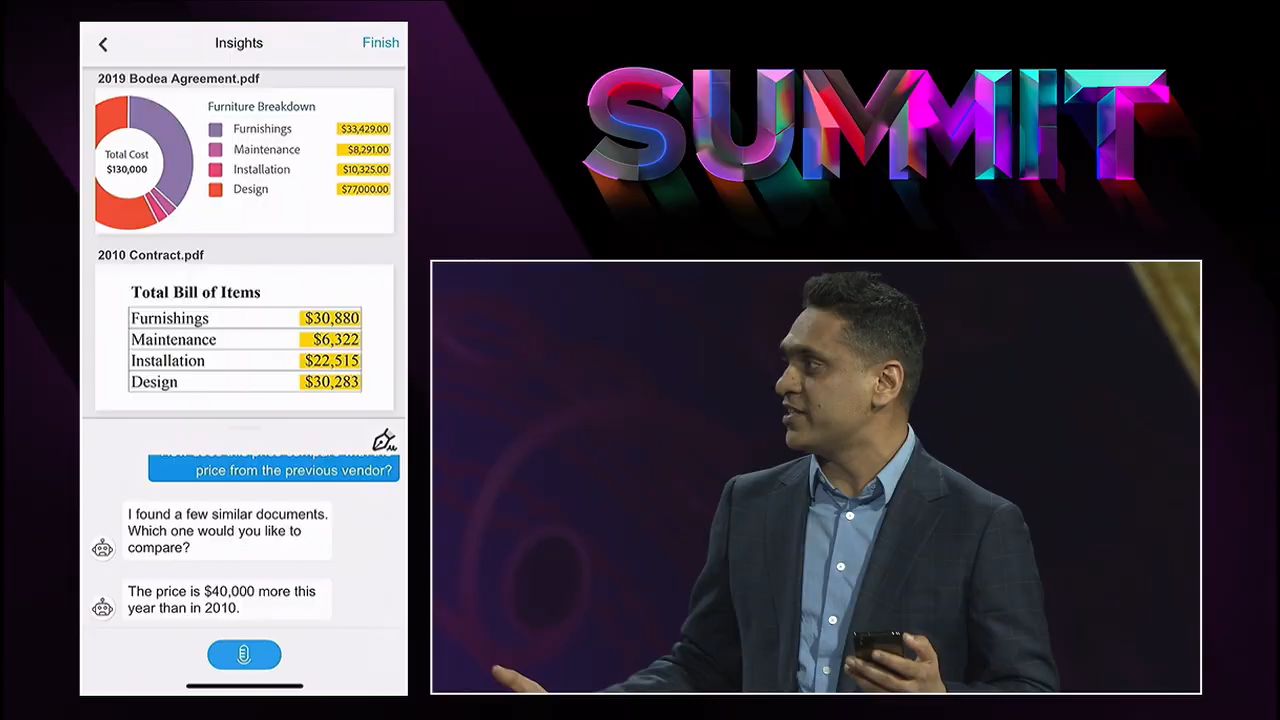 Insights
Finish
2019 Bodea Agreement.pdf
Furniture Breakdown
Furnishings $33,429.00
Maintenance $8,291.00
Installation $10,325.00
Design $77,000.00
Total Cost
$130,000
2010 Contract.pdf
Total Bill of Items
Furnishings $30,880
Maintenance $6,322
Installation $22,515
Design $30,283
price from the previous vendor?
I found a few similar documents.
Which one would you like to
compare?
The price is $40,000 more this
year than in 2010.
SUMMIT